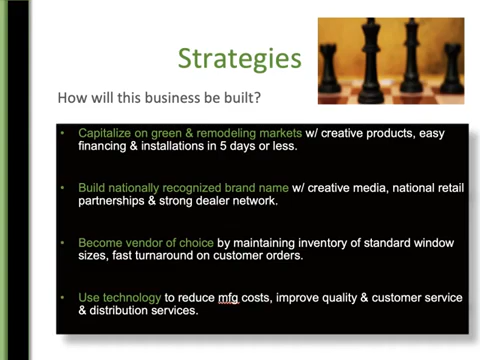 Strategies
How will this business be built?
• Capitalize on green & remodeling markets w/ creative products, easy
financing & installations in 5 days or less.
• Build nationally recognized brand name w/ creative media, national retail
partnerships & strong dealer network.
• Become vendor of choice by maintaining inventory of standard window
sizes, fast turnaround on customer orders.
• Use technology to reduce mfg costs, improve quality & customer service
& distribution services.